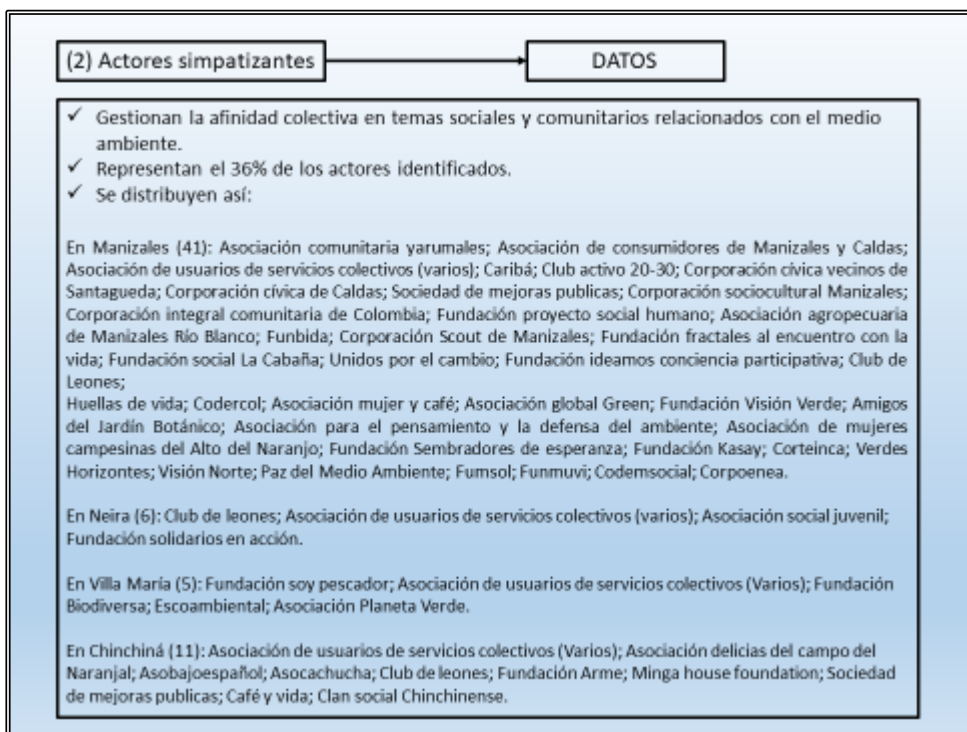 (2) Actores simpatizantes
DATOS
✓ Gestionan la afinidad colectiva en temas sociales y comunitarios relacionados con el medio
ambiente.
✓ Representan el 36% de los actores identificados.
✓ Se distribuyen así:
En Manizales (41): Asociación comunitaria yarumales; Asociación de consumidores de Manizales y Caldas;
Asociación de usuarios de servicios colectivos (varios); Caribá; Club activo 20-30; Corporación cívica vecinos de
Santagueda; Corporación cívica de Caldas; Sociedad de mejoras publicas; Corporación sociocultural Manizales;
Corporación integral comunitaria de Colombia; Fundación proyecto social humano; Asociación agropecuaria
de Manizales Río Blanco; Funbida; Corporación Scout de Manizales; Fundación fractales al encuentro con la
vida; Fundación social La Cabaña; Unidos por el cambio; Fundación ideamos conciencia participativa; Club de
Leones;
Huellas de vida; Codercol; Asociación mujer y café; Asociación global Green; Fundación Visión Verde; Amigos
del Jardín Botánico; Asociación para el pensamiento y la defensa del ambiente; Asociación de mujeres
campesinas del Alto del Naranjo; Fundación Sembradores de esperanza; Fundación Kasay; Corteinca; Verdes
Horizontes; Visión Norte; Paz del Medio Ambiente; Fumsol; Funmuvi; Codemsocial; Corpoenea.
En Neira (6): Club de leones; Asociación de usuarios de servicios colectivos (varios); Asociación social juvenil;
Fundación solidarios en acción.
En Villa María (5): Fundación soy pescador; Asociación de usuarios de servicios colectivos (Varios); Fundación
Biodiversa; Escoambiental; Asociación Planeta Verde.
En Chinchiná (11): Asociación de usuarios de servicios colectivos (Varios); Asociación delicias del campo del
Naranjal; Asobajoespañol; Asocachucha; Club de leones; Fundación Arme; Minga house foundation; Sociedad
de mejoras publicas; Café y vida; Clan social Chinchinense.